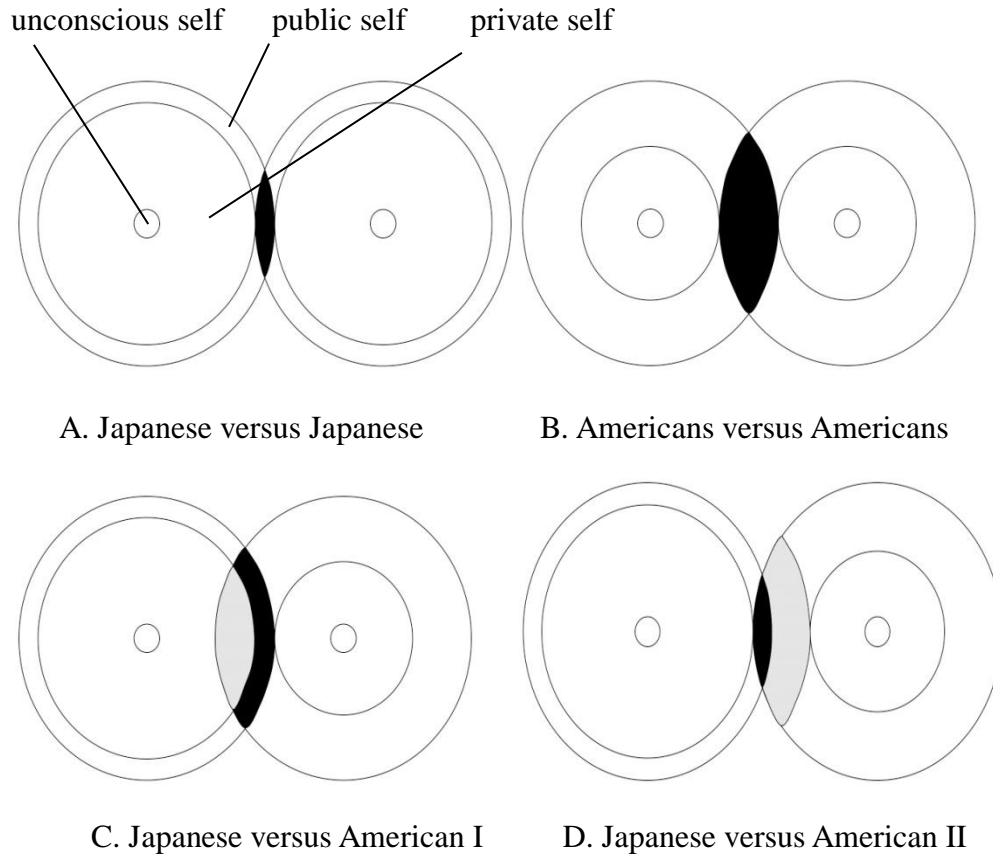 unconscious self public self private self
A. Japanese versus Japanese
B. Americans versus Americans
C. Japanese versus American I
D. Japanese versus American II